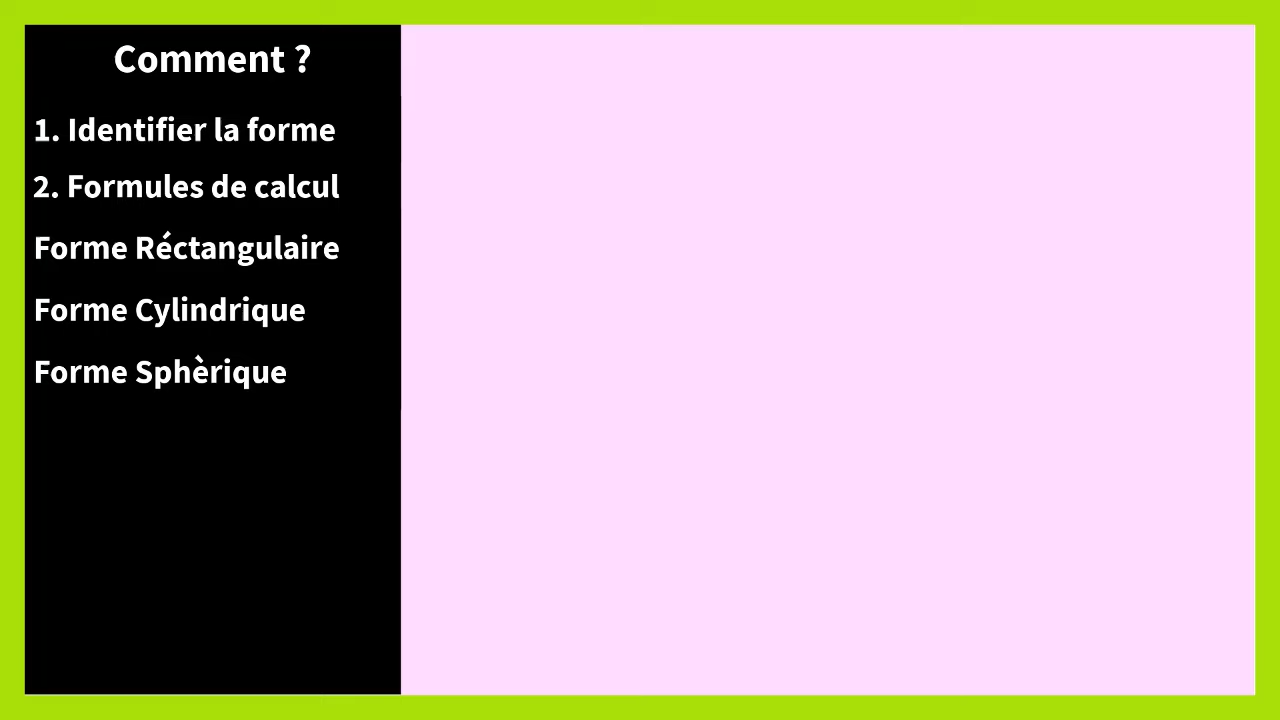 Comment ?
1. Identifier la forme
2. Formules de calcul
Forme Réctangulaire
Forme Cylindrique
Forme Sphèrique